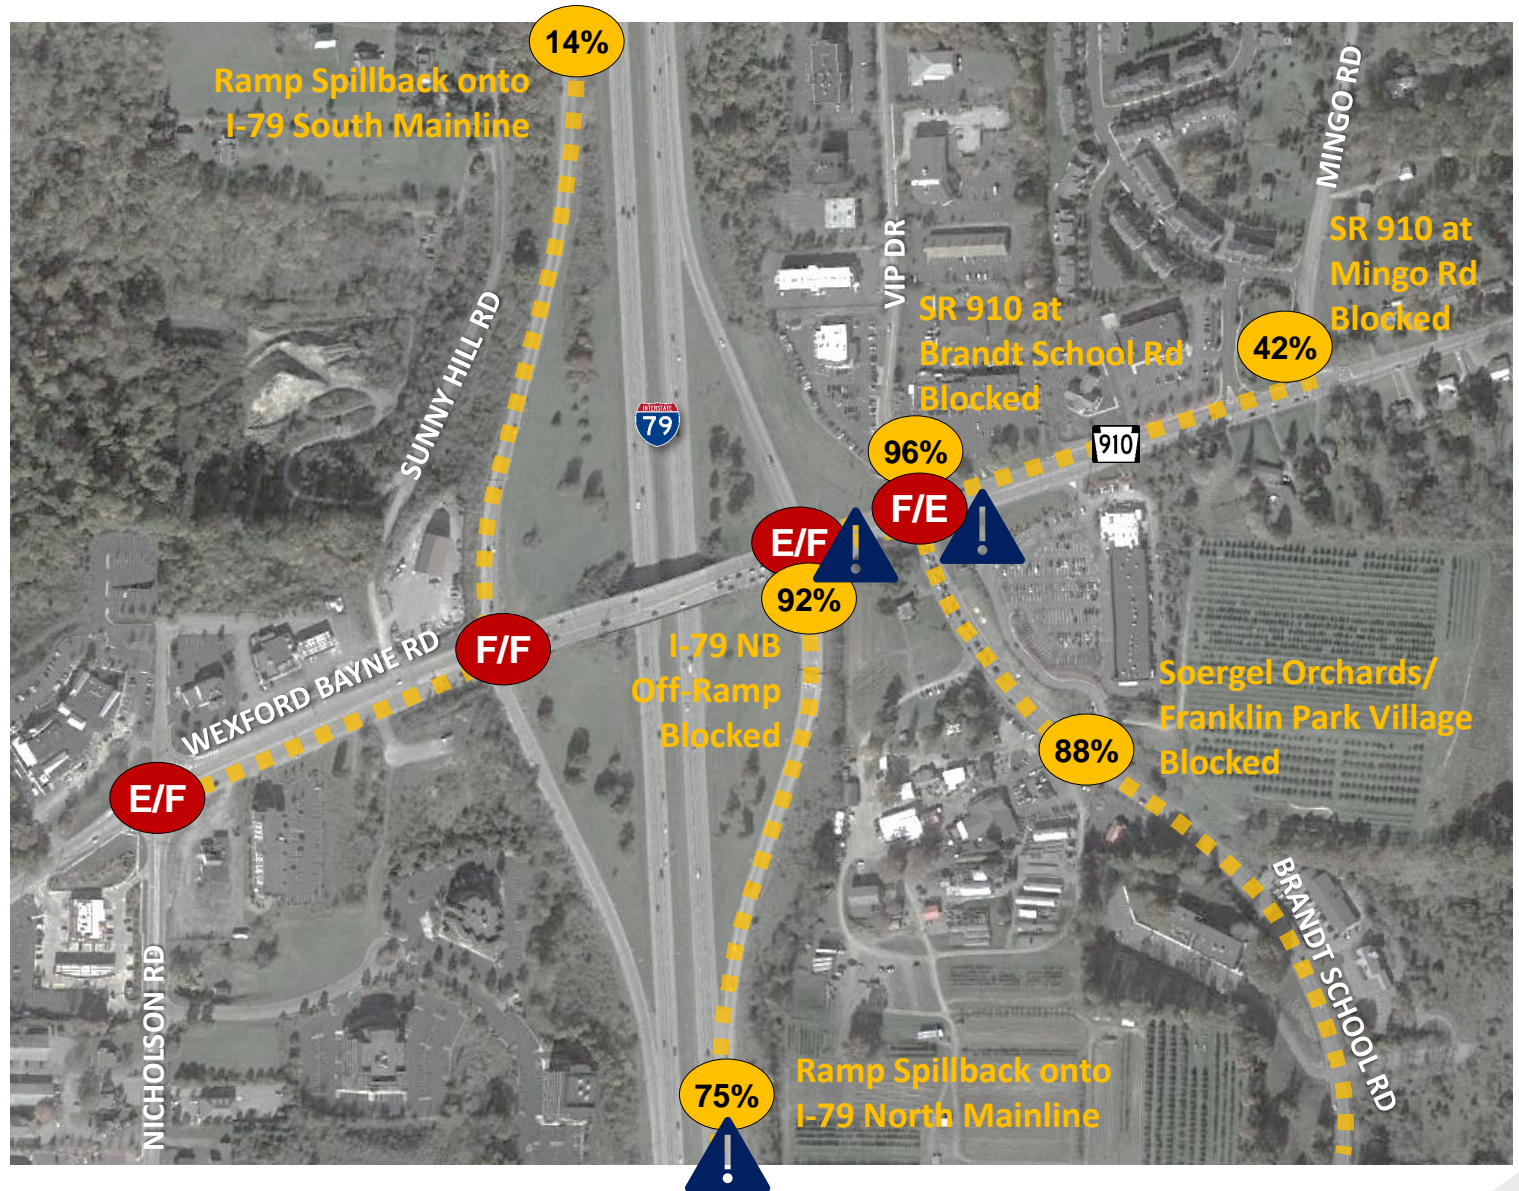 14%
Ramp Spillback onto
I-79 South Mainline
MINGO RD
SR 910 at
Mingo Rd
Blocked
42%
VIP DR
SR 910 at
Brandt School Rd
Blocked
SUNNY HILL RD
INTERSTATE
79
96%
910
F/E
!
E/F
!
92%
F/F
WEXFORD BAYNE RD
I-79 NB
Off-Ramp
Blocked
Soergel Orchards/
Franklin Park Village
Blocked
88%
E/F
BRANDT SCHOOL RD
NICHOLSON RD
75%
Ramp Spillback onto
I-79 North Mainline
!